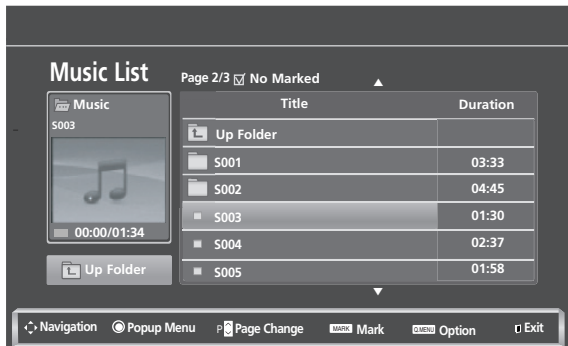 Music List
Page 2/3 ☑ No Marked
Music
S003
00:00/01:34
Up Folder
Title Duration
Up Folder
S001 03:33
S002 04:45
S003 01:30
S004 02:37
S005 01:58
Navigation Popup Menu P Page Change MARK Mark Q.MENU Option Exit